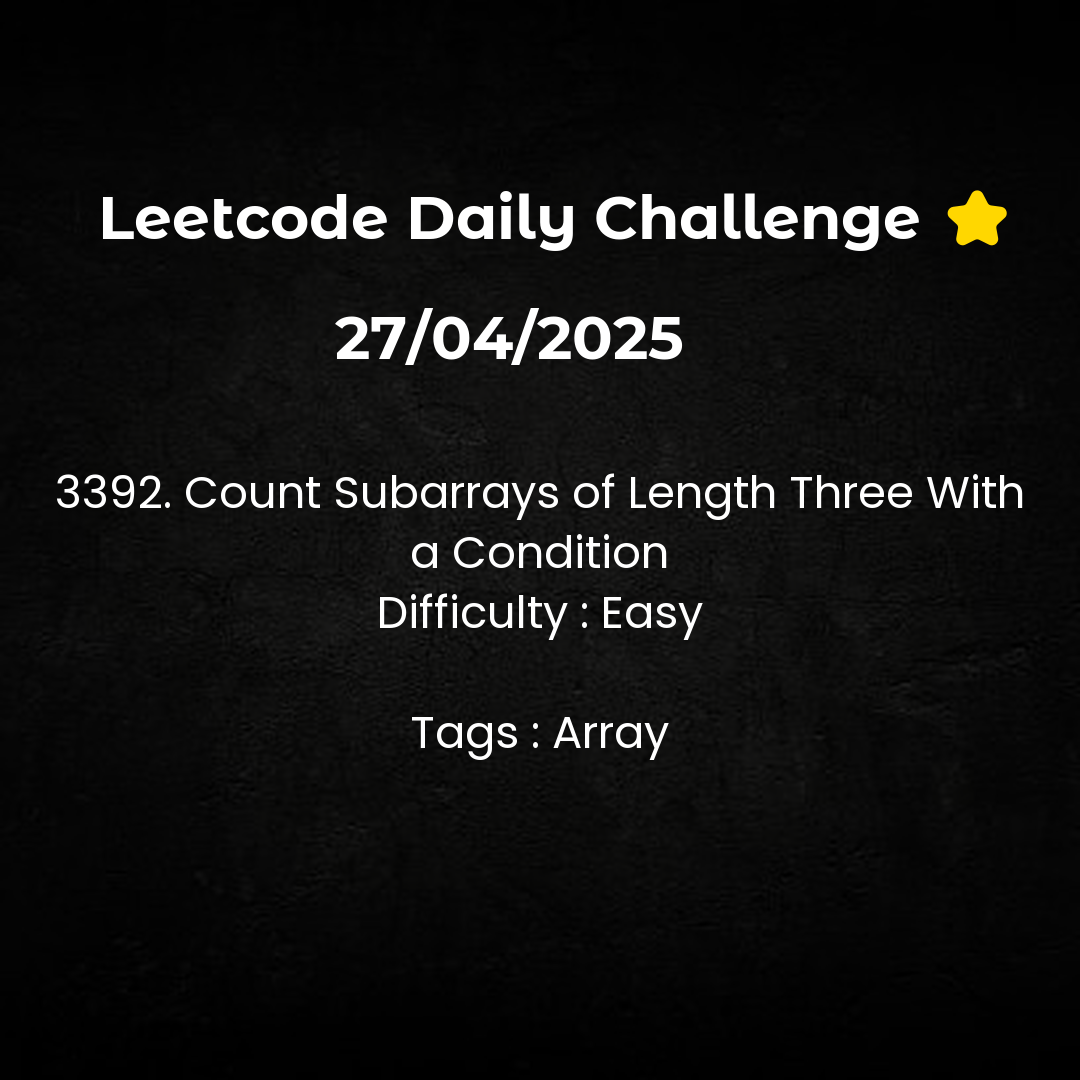 Leetcode Daily Challenge
27/04/2025
3392. Count Subarrays of Length Three With
a Condition
Difficulty : Easy
Tags : Array